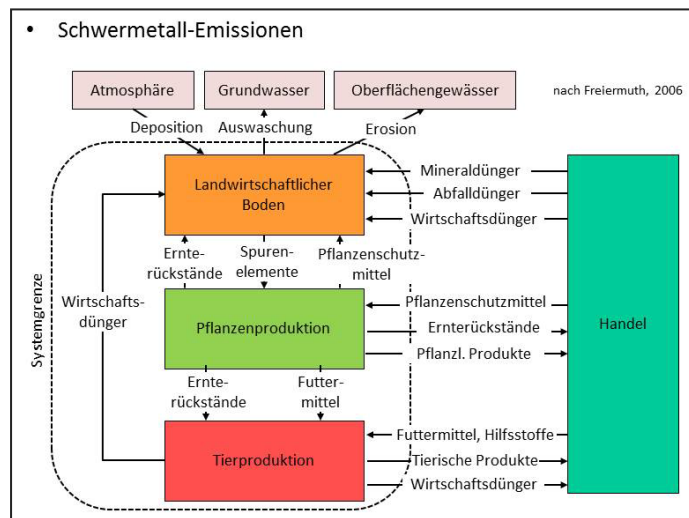 • Schwermetall-Emissionen
Atmosphäre
Grundwasser
Oberflächengewässer
nach Freiermuth, 2006
Deposition
Auswaschung
Erosion
Landwirtschaftlicher
Boden
Mineraldünger
Abfalldünger
Wirtschaftsdünger
Ernte-
rückstände
Spuren-
elemente
Pflanzenschutz-
mittel
Systemgrenze
Wirtschafts-
dünger
Pflanzenproduktion
Pflanzenschutzmittel
Ernterückstände
Pflanzl. Produkte
Handel
Ernte-
rückstände
Futter-
mittel
Tierproduktion
Futtermittel, Hilfsstoffe
Tierische Produkte
Wirtschaftsdünger